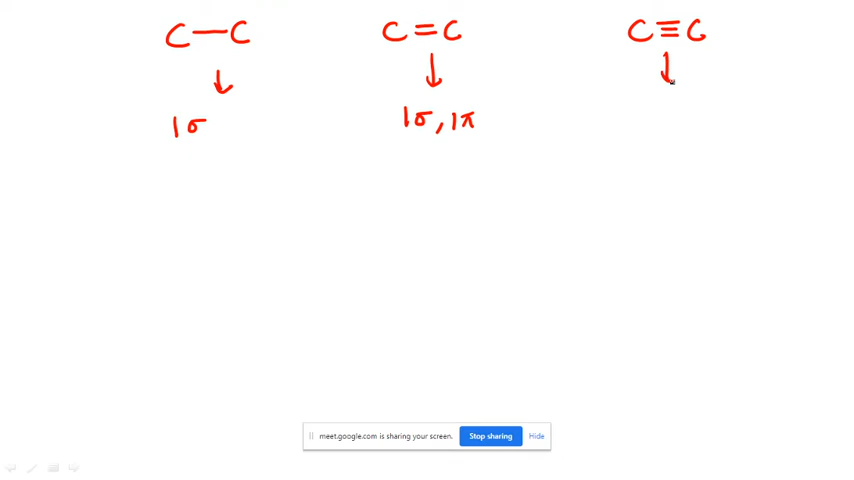 C — C
C = C
C ≡ C
1σ
1σ, 1π
meet.google.com is sharing your screen. Stop sharing Hide